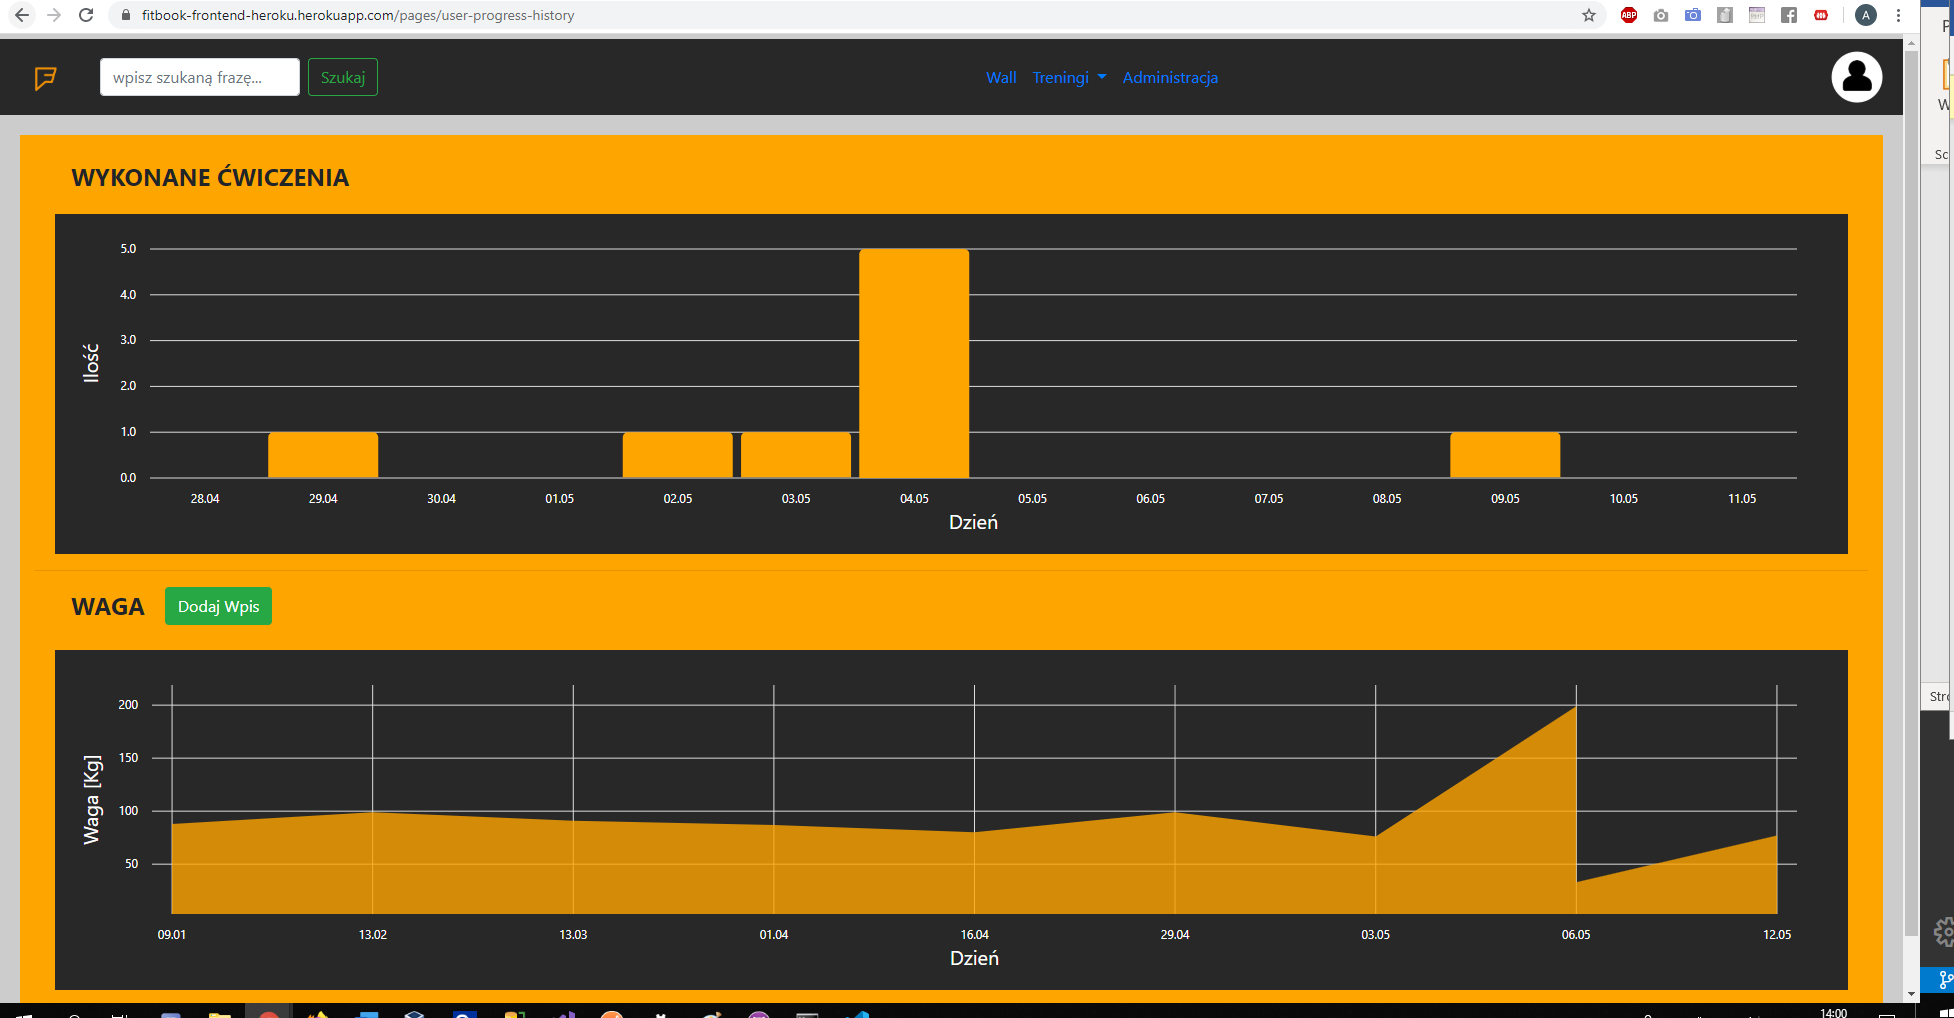 fitbook-frontend-heroku.herokuapp.com/pages/user-progress-history
ABP
A
wpisz szukaną frazę...
Szukaj
Wall
Treningi
Administracja
WYKONANE ĆWICZENIA
5.0
4.0
3.0
2.0
1.0
0.0
Ilość
28.04 29.04 30.04 01.05 02.05 03.05 04.05 05.05 06.05 07.05 08.05 09.05 10.05 11.05
Dzień
WAGA
Dodaj Wpis
200
150
100
50
Waga [Kg]
09.01 13.02 13.03 01.04 16.04 29.04 03.05 06.05 12.05
Dzień
14:00